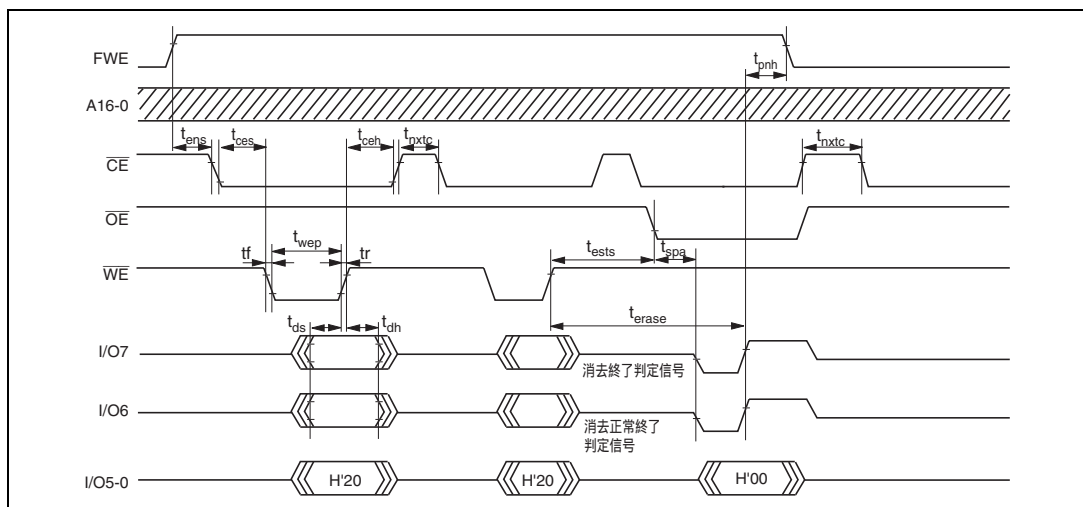 FWE
t_pnh
A16-0
t_ens t_ces t_ceh t_nxtc t_nxtc
CE
OE
t_wep
tf tr t_ests t_spa
WE
t_ds t_dh t_erase
I/O7
消去終了判定信号
I/O6
消去正常終了
判定信号
I/O5-0 H'20 H'20 H'00